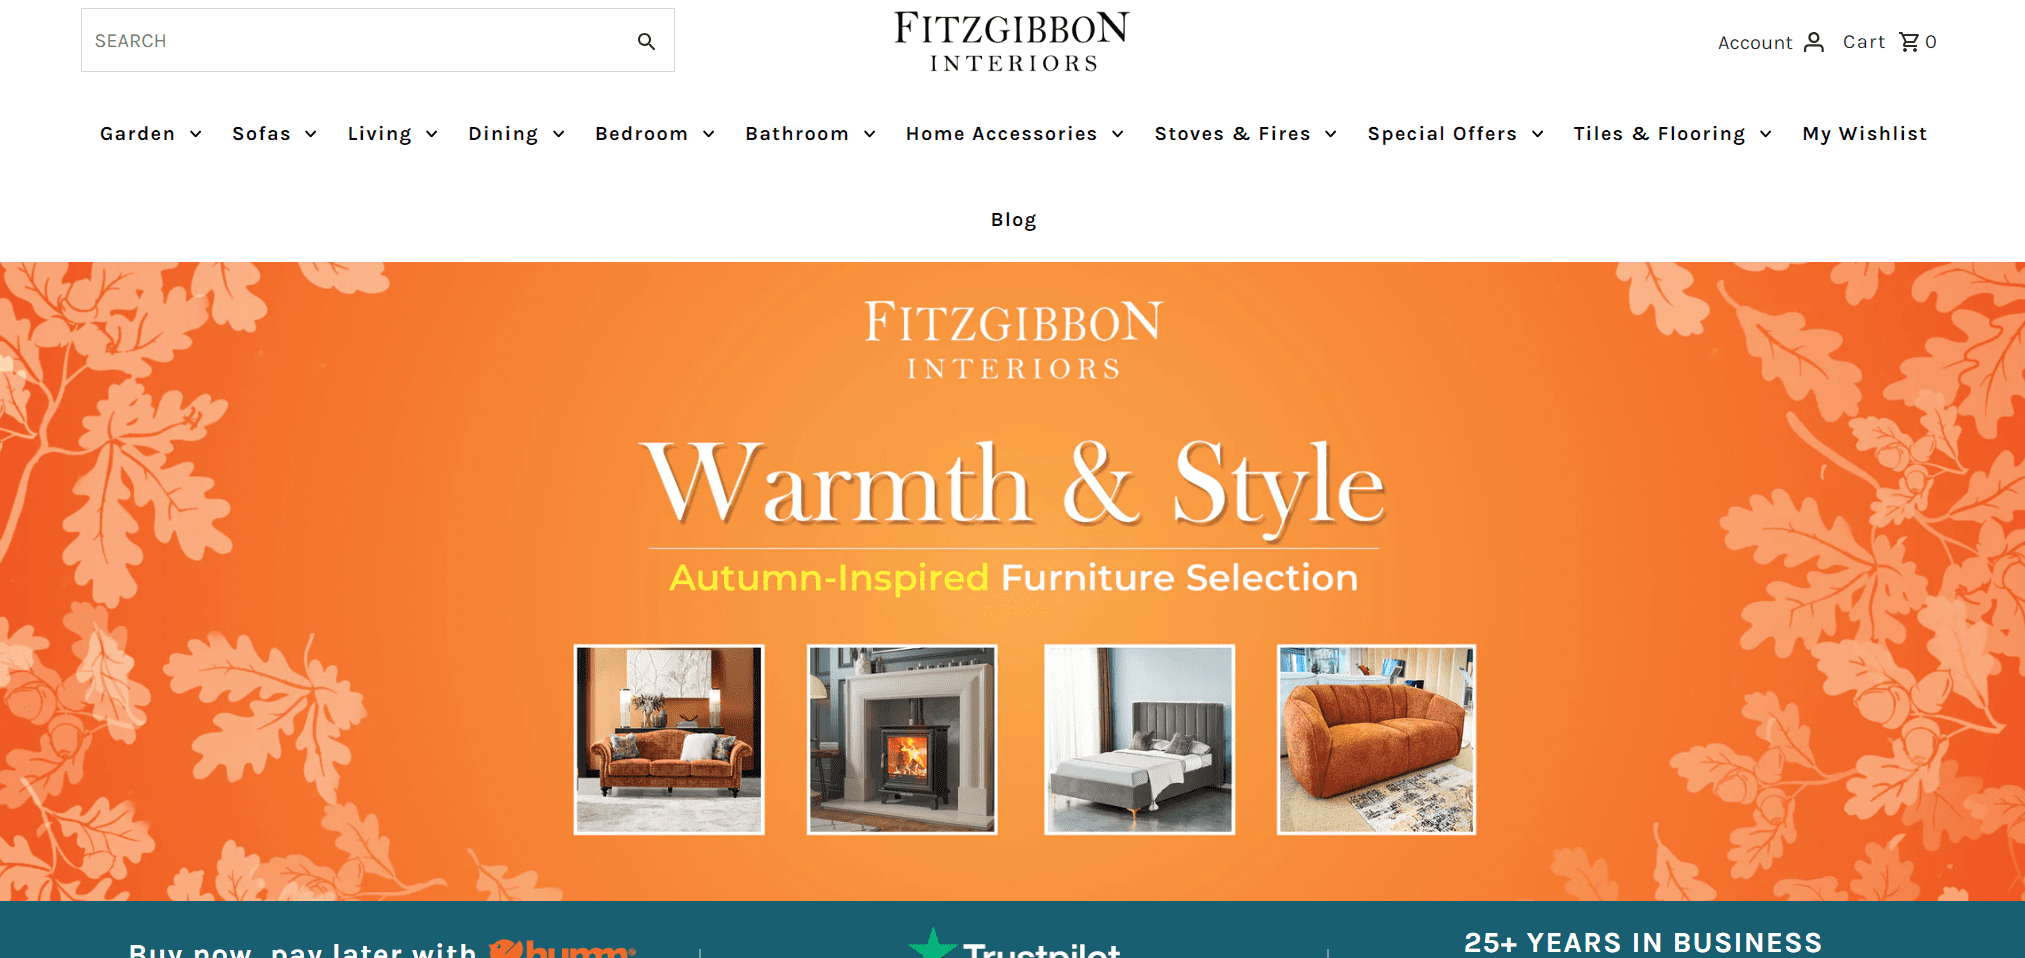 SEARCH
FITZGIBBON
INTERIORS
Account
Cart 0
Garden Sofas Living Dining Bedroom Bathroom Home Accessories Stoves & Fires Special Offers Tiles & Flooring My Wishlist
Blog
FITZGIBBON
INTERIORS
Warmth & Style
Autumn-Inspired Furniture Selection
Buy now, pay later with humm
Trustpilot
25+ YEARS IN BUSINESS